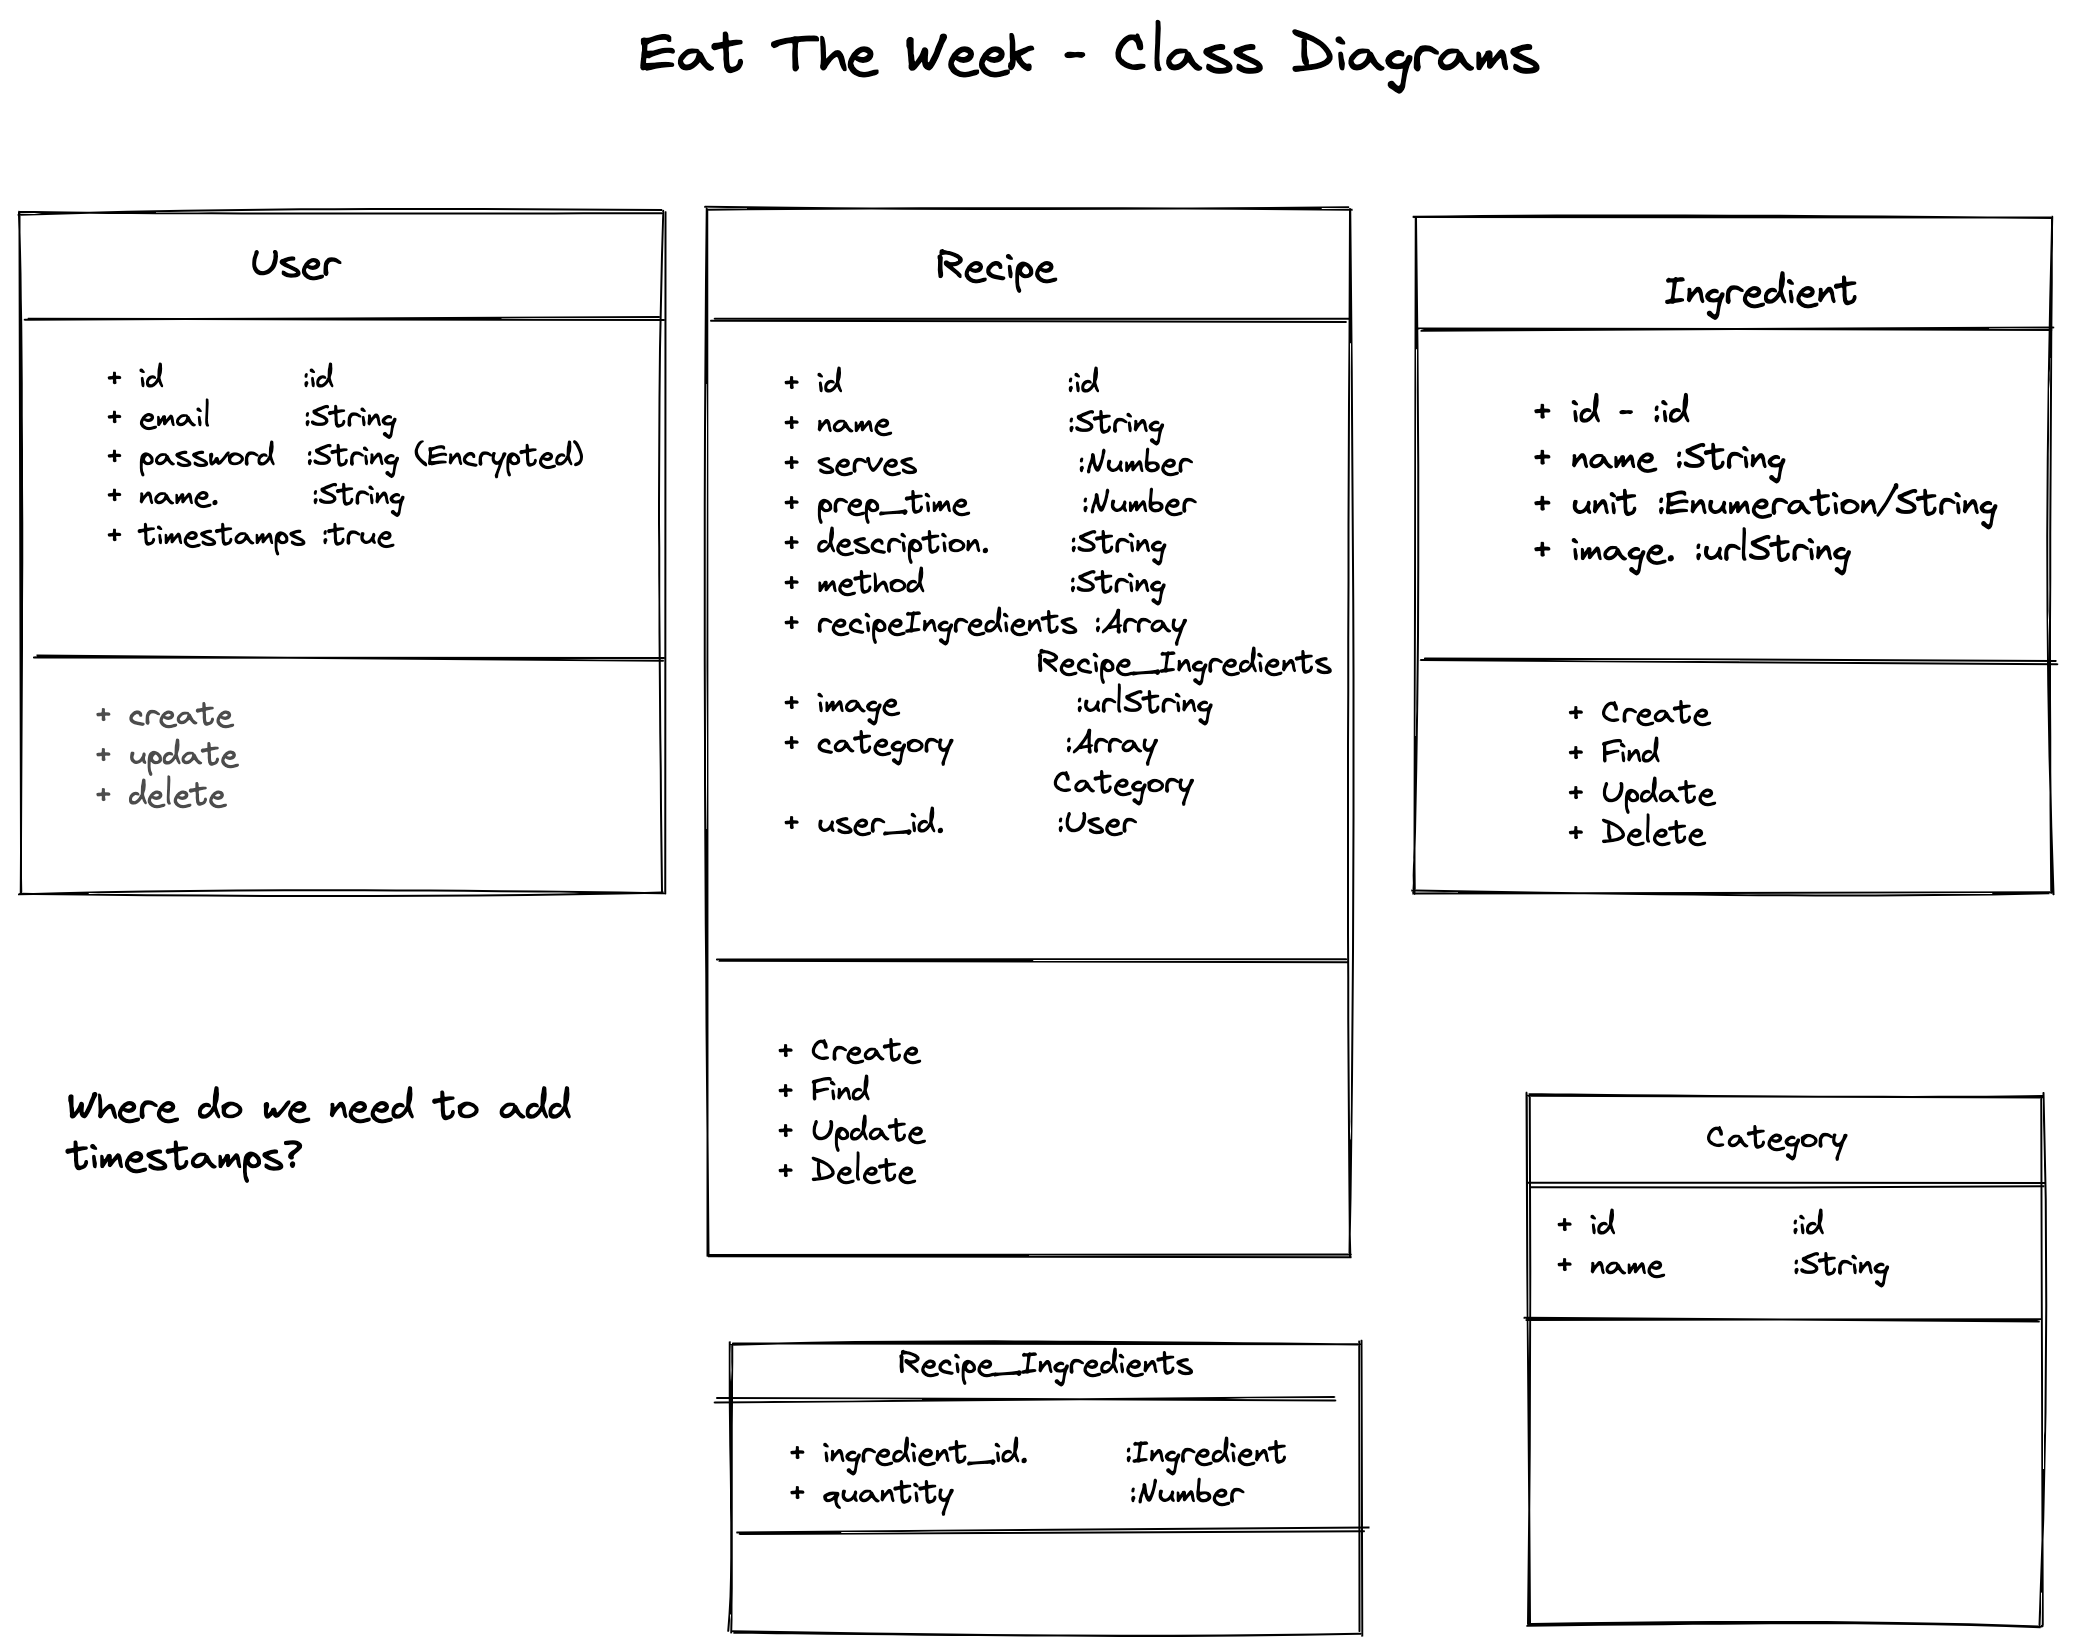 Eat The Week - Class Diagrams
User
+ id :id
+ email :String
+ password :String (Encrypted)
+ name. :String
+ timestamps :true
+ create
+ update
+ delete
Recipe
+ id :id
+ name :String
+ serves :Number
+ prep_time :Number
+ description. :String
+ method :String
+ recipeIngredients :Array
Recipe_Ingredients
+ image :urlString
+ category :Array
Category
+ user_id. :User
+ Create
+ Find
+ Update
+ Delete
Ingredient
+ id - :id
+ name :String
+ unit :Enumeration/String
+ image. :urlString
+ Create
+ Find
+ Update
+ Delete
Where do we need to add
timestamps?
Category
+ id :id
+ name :String
Recipe_Ingredients
+ ingredient_id. :Ingredient
+ quantity :Number